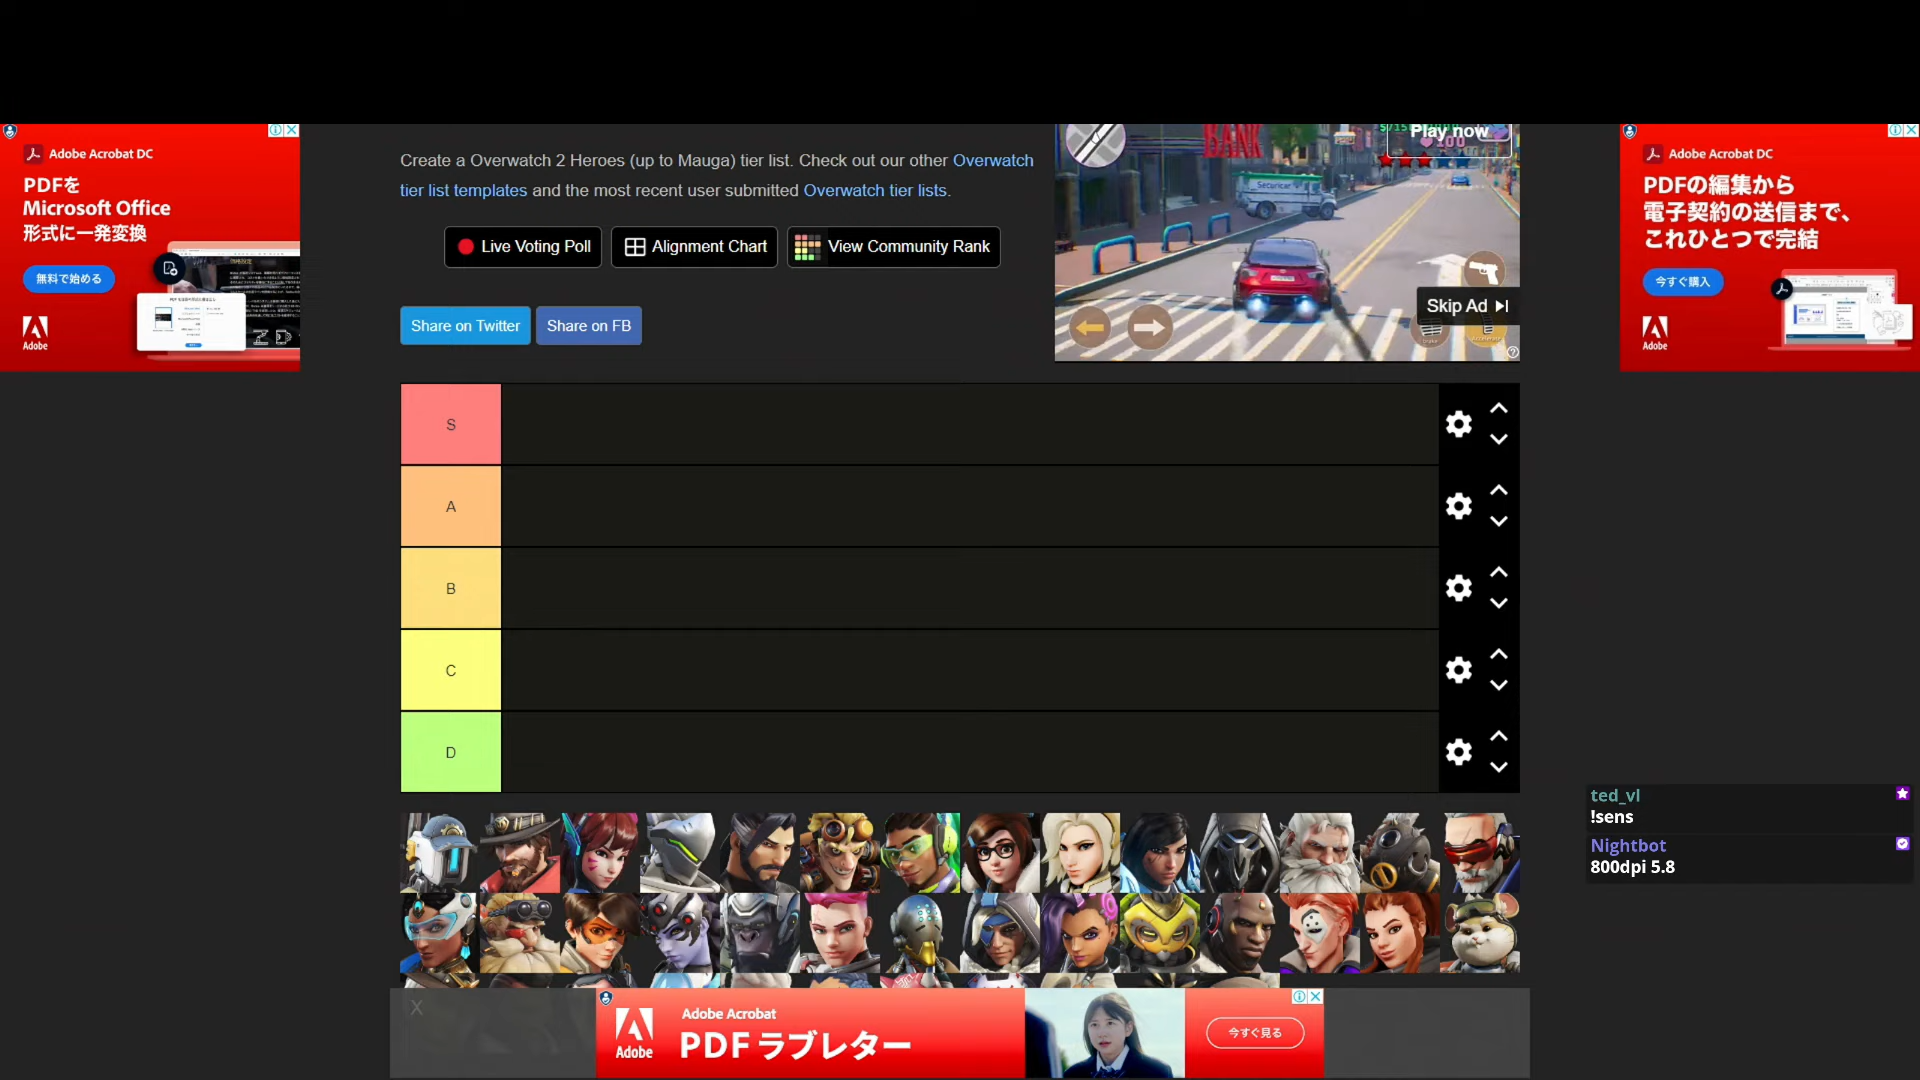 Adobe Acrobat DC
PDFを
Microsoft Office
形式に一発変換
無料で始める
Adobe
Create a Overwatch 2 Heroes (up to Mauga) tier list. Check out our other Overwatch
tier list templates and the most recent user submitted Overwatch tier lists.
Live Voting Poll
Alignment Chart
View Community Rank
Share on Twitter
Share on FB
BANK
Play now
100
Securicar
Skip Ad
Adobe Acrobat DC
PDFの編集から
電子契約の送信まで、
これひとつで完結
今すぐ購入
Adobe
S
A
B
C
D
ted_vl
!sens
Nightbot
800dpi 5.8
X
Adobe
Adobe Acrobat
PDF ラブレター
今すぐ見る